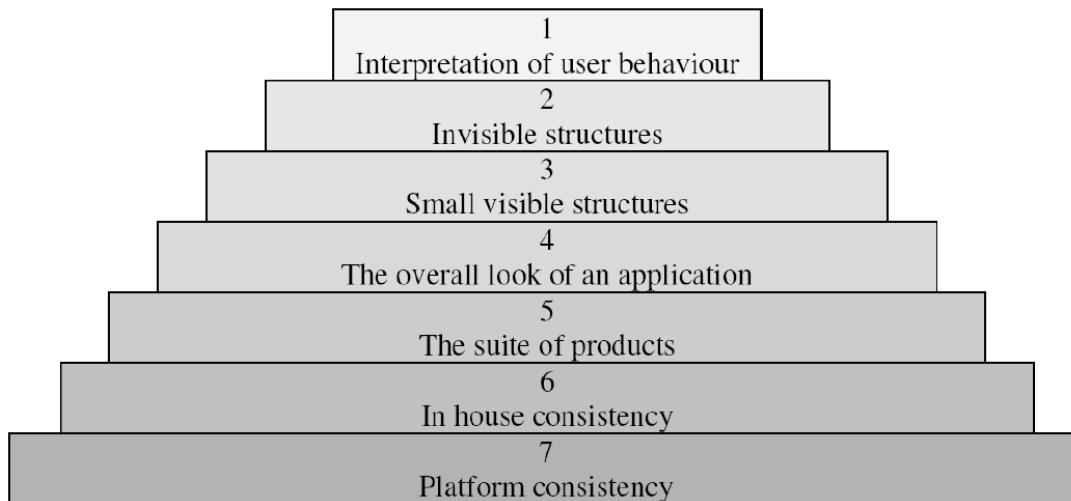 1
Interpretation of user behaviour
2
Invisible structures
3
Small visible structures
4
The overall look of an application
5
The suite of products
6
In house consistency
7
Platform consistency